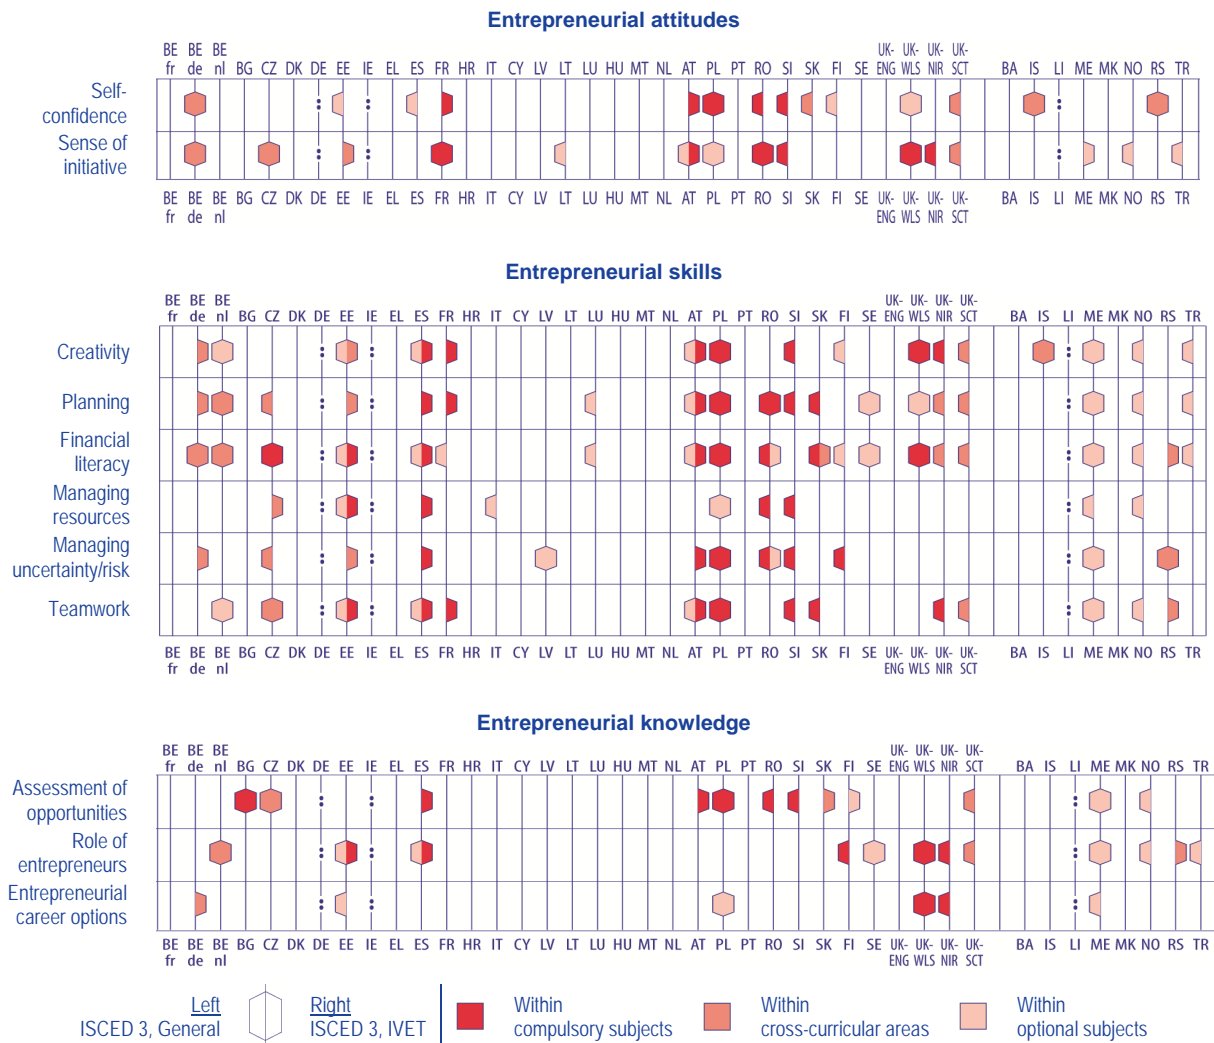 Entrepreneurial attitudes
BE BE BE UK- UK- UK- UK-
fr de nl BG CZ DK DE EE IE EL ES FR HR IT CY LV LT LU HU MT NL AT PL PT RO SI SK FI SE ENG WLS NIR SCT BA IS LI ME MK NO RS TR
Self-
confidence
Sense of
initiative
BE BE BE BG CZ DK DE EE IE EL ES FR HR IT CY LV LT LU HU MT NL AT PL PT RO SI SK FI SE UK- UK- UK- UK- BA IS LI ME MK NO RS TR
fr de nl ENG WLS NIR SCT
Entrepreneurial skills
BE BE BE UK- UK- UK- UK-
fr de nl BG CZ DK DE EE IE EL ES FR HR IT CY LV LT LU HU MT NL AT PL PT RO SI SK FI SE ENG WLS NIR SCT BA IS LI ME MK NO RS TR
Creativity
Planning
Financial
literacy
Managing
resources
Managing
uncertainty/risk
Teamwork
BE BE BE BG CZ DK DE EE IE EL ES FR HR IT CY LV LT LU HU MT NL AT PL PT RO SI SK FI SE UK- UK- UK- UK- BA IS LI ME MK NO RS TR
fr de nl ENG WLS NIR SCT
Entrepreneurial knowledge
BE BE BE UK- UK- UK- UK-
fr de nl BG CZ DK DE EE IE EL ES FR HR IT CY LV LT LU HU MT NL AT PL PT RO SI SK FI SE ENG WLS NIR SCT BA IS LI ME MK NO RS TR
Assessment of
opportunities
Role of
entrepreneurs
Entrepreneurial
career options
BE BE BE BG CZ DK DE EE IE EL ES FR HR IT CY LV LT LU HU MT NL AT PL PT RO SI SK FI SE UK- UK- UK- UK- BA IS LI ME MK NO RS TR
fr de nl ENG WLS NIR SCT
Left
ISCED 3, General
Right
ISCED 3, IVET
Within
compulsory subjects
Within
cross-curricular areas
Within
optional subjects